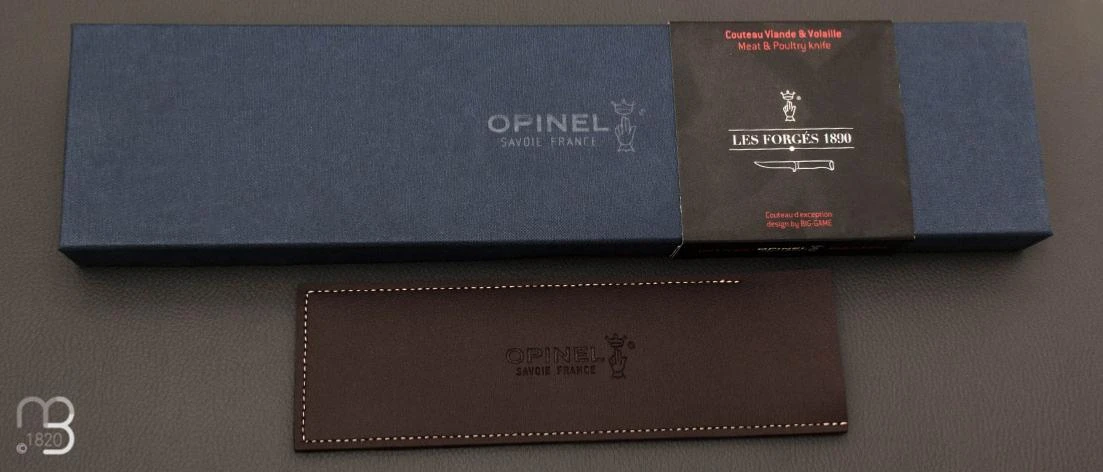 OPINEL
SAVOIE FRANCE
Couteau Viande & Volaille
Meat & Poultry knife
LES FORGÉS 1890
Couteau d'exception
design by BIG-GAME
OPINEL
OPINEL
SAVOIE FRANCE
©1820